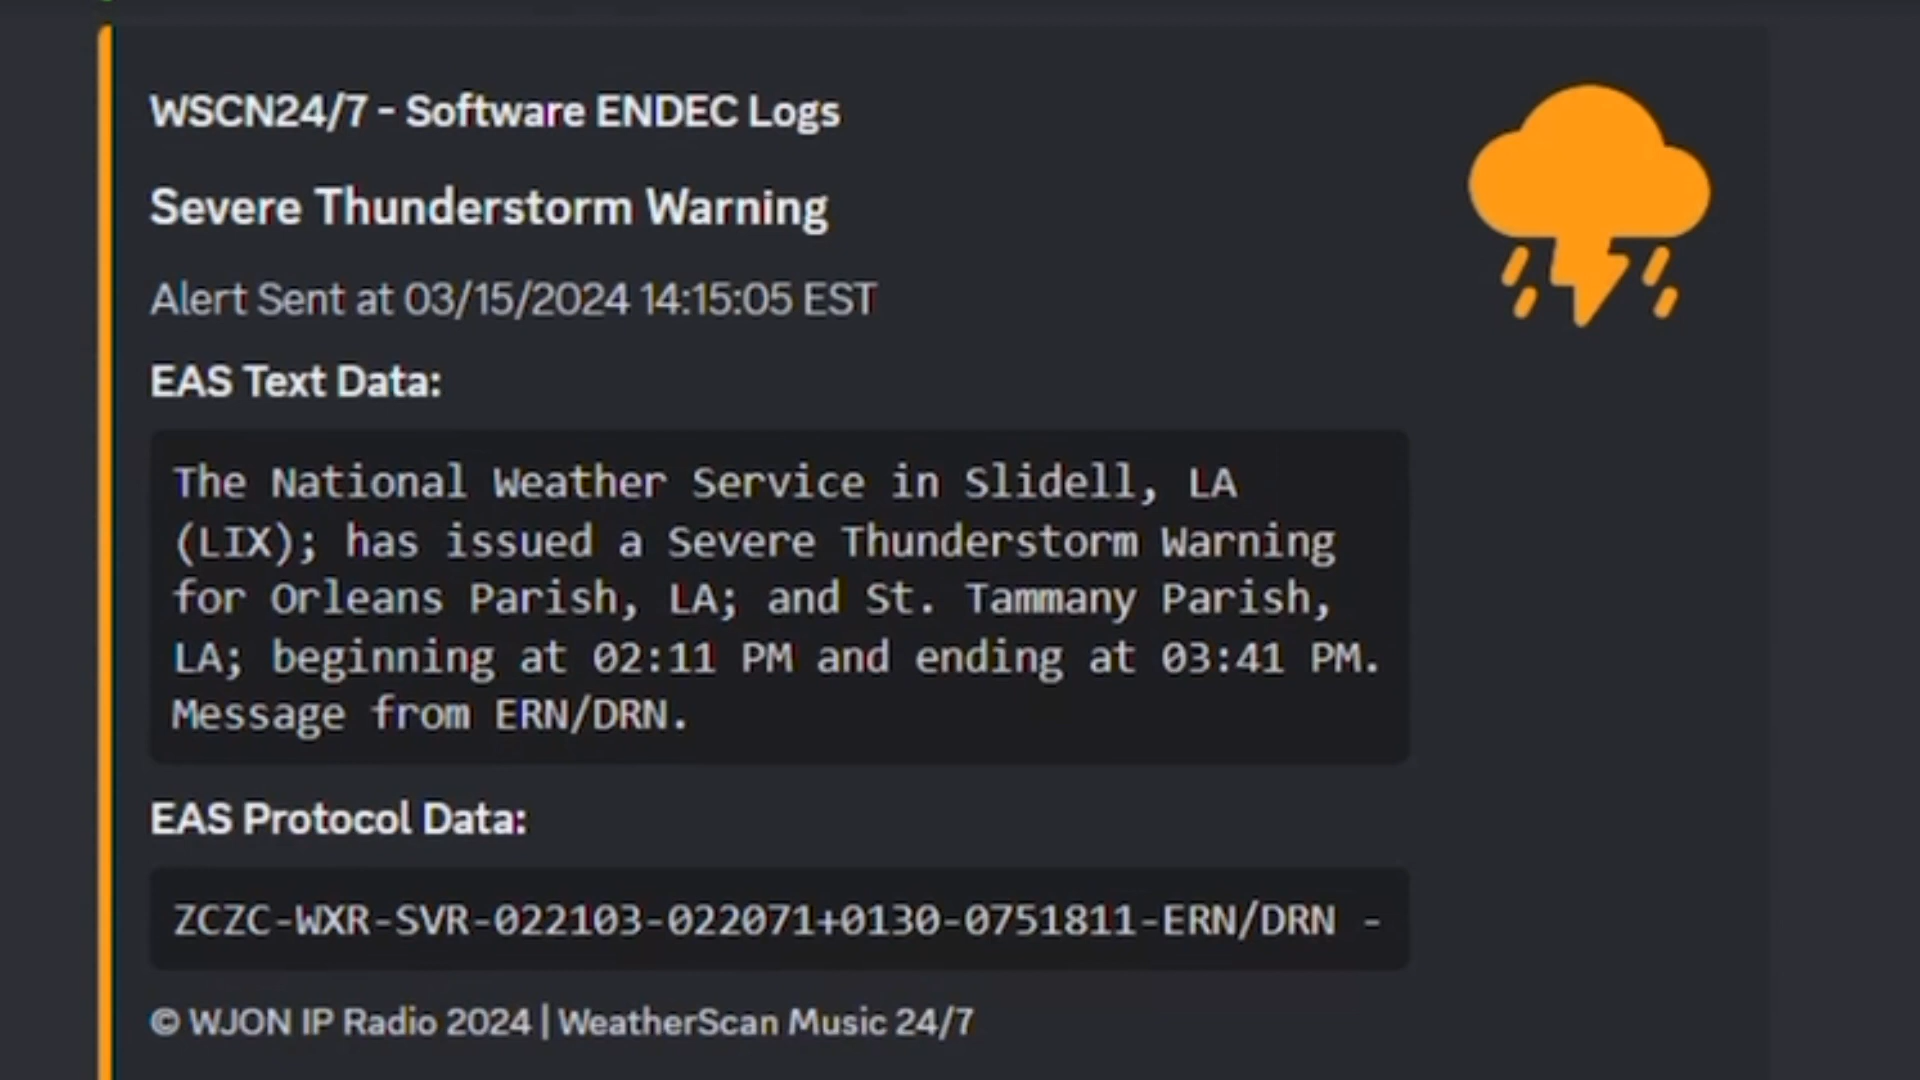 WSCN24/7 - Software ENDEC Logs
Severe Thunderstorm Warning
Alert Sent at 03/15/2024 14:15:05 EST
EAS Text Data:
The National Weather Service in Slidell, LA
(LIX); has issued a Severe Thunderstorm Warning
for Orleans Parish, LA; and St. Tammany Parish,
LA; beginning at 02:11 PM and ending at 03:41 PM.
Message from ERN/DRN.
EAS Protocol Data:
ZCZC-WXR-SVR-022103-022071+0130-0751811-ERN/DRN -
© WJON IP Radio 2024 | WeatherScan Music 24/7